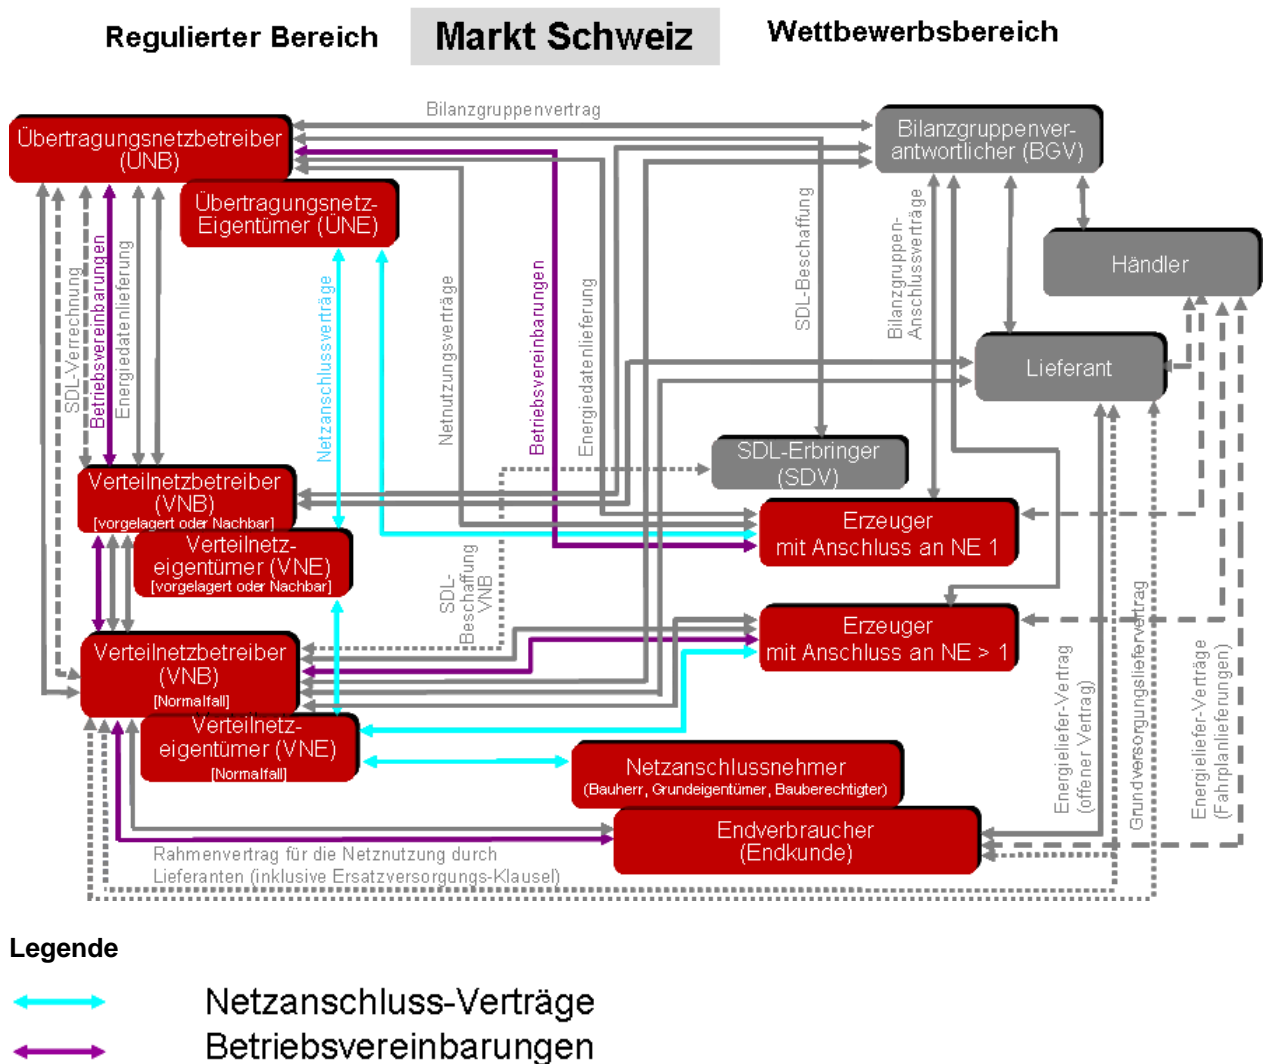 Regulierter Bereich
Markt Schweiz
Wettbewerbsbereich
Bilanzgruppenvertrag
Übertragungsnetzbetreiber
(ÜNB)
Bilanzgruppenver-
antwortlicher (BGV)
Übertragungsnetz-
Eigentümer (ÜNE)
Händler
SDL-Verrechnung
Betriebsvereinbarungen
Energiedatenlieferung
Netzanschlussverträge
Netnutzungsverträge
Betriebsvereinbarungen
Energiedatenlieferung
SDL-Beschaffung
Bilanzgruppen-
Anschlussverträge
Lieferant
SDL-Erbringer
(SDV)
Verteilnetzbetreiber
(VNB)
[vorgelagert oder Nachbar]
Erzeuger
mit Anschluss an NE 1
Verteilnetz-
eigentümer (VNE)
[vorgelagert oder Nachbar]
SDL-
Beschaffung
VNB
Erzeuger
mit Anschluss an NE > 1
Verteilnetzbetreiber
(VNB)
[Normalfall]
Verteilnetz-
eigentümer (VNE)
[Normalfall]
Energieliefer-Vertrag
(offener Vertrag)
Grundversorgungsliefervertrag
Energieliefer-Verträge
(Fahrplanlieferungen)
Netzanschlussnehmer
(Bauherr, Grundeigentümer, Bauberechtigter)
Endverbraucher
(Endkunde)
Rahmenvertrag für die Netznutzung durch
Lieferanten (inklusive Ersatzversorgungs-Klausel)
Legende
Netzanschluss-Verträge
Betriebsvereinbarungen